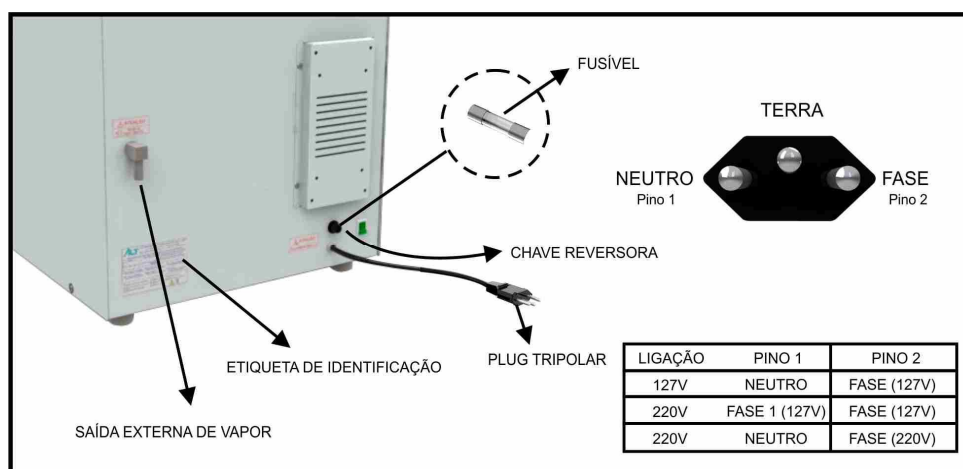 FUSÍVEL
TERRA
NEUTRO
Pino 1
FASE
Pino 2
CHAVE REVERSORA
PLUG TRIPOLAR
ETIQUETA DE IDENTIFICAÇÃO
SAÍDA EXTERNA DE VAPOR
ALT
LIGAÇÃO PINO 1 PINO 2
127V NEUTRO FASE (127V)
220V FASE 1 (127V) FASE (127V)
220V NEUTRO FASE (220V)